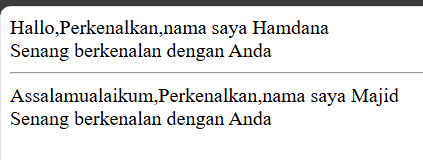 Hallo,Perkenalkan,nama saya Hamdana
Senang berkenalan dengan Anda
Assalamualaikum,Perkenalkan,nama saya Majid
Senang berkenalan dengan Anda